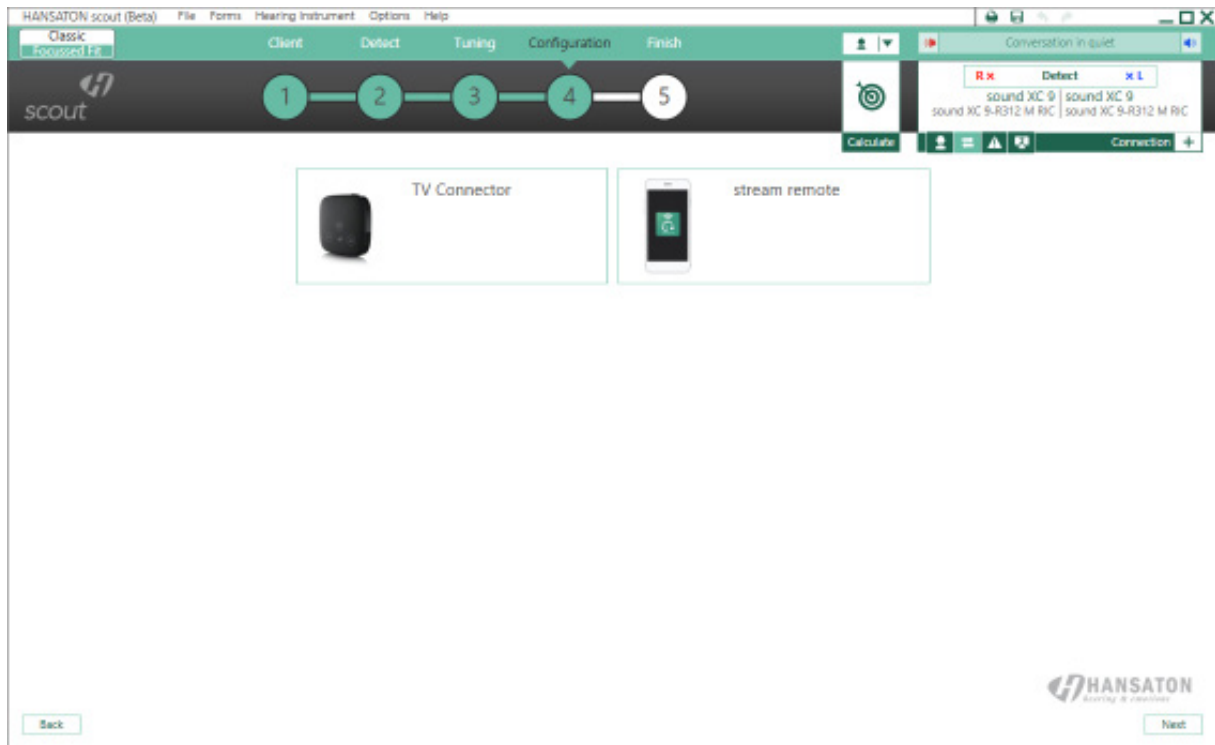 HANSATON scout (Beta) File Forms Hearing Instrument Options Help
Classic
Focussed Fit
Client Detect Tuning Configuration Finish
Conversation in quiet
scout
1 2 3 4 5
R x Detect x L
sound XC 9 | sound XC 9
sound XC 9-R312 M RIC | sound XC 9-R312 M RIC
Calculate
Connection +
TV Connector
stream remote
HANSATON
hearing & emotions
Back
Next